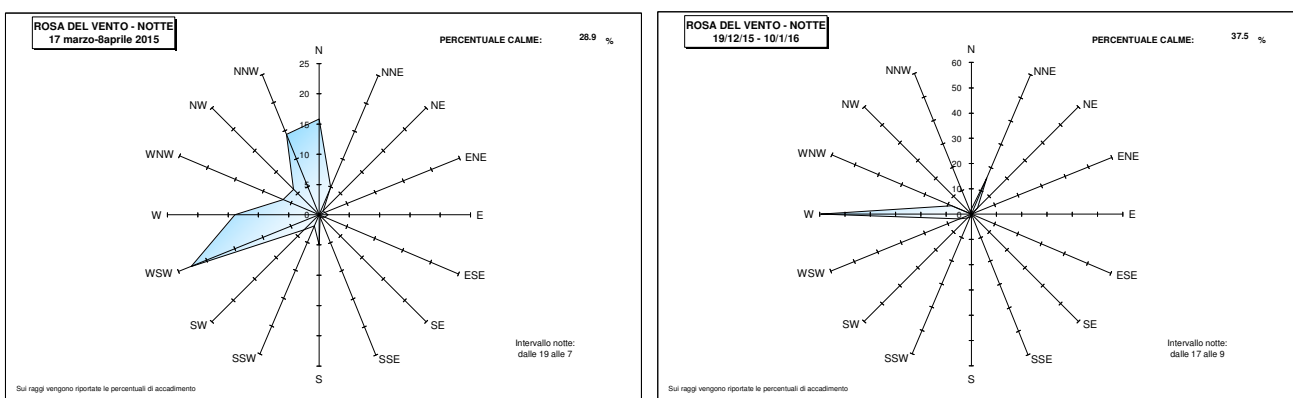 ROSA DEL VENTO - NOTTE
17 marzo-8aprile 2015
PERCENTUALE CALME: 28.9 %
N
NNE
NE
ENE
E
ESE
SE
SSE
S
SSW
SW
WSW
W
WNW
NW
NNW
25
20
15
10
5
0
Intervallo notte:
dalle 19 alle 7
Sui raggi vengono riportate le percentuali di accadimento
ROSA DEL VENTO - NOTTE
19/12/15 - 10/1/16
PERCENTUALE CALME: 37.5 %
N
NNE
NE
ENE
E
ESE
SE
SSE
S
SSW
SW
WSW
W
WNW
NW
NNW
60
50
40
30
20
10
0
Intervallo notte:
dalle 17 alle 9
Sui raggi vengono riportate le percentuali di accadimento